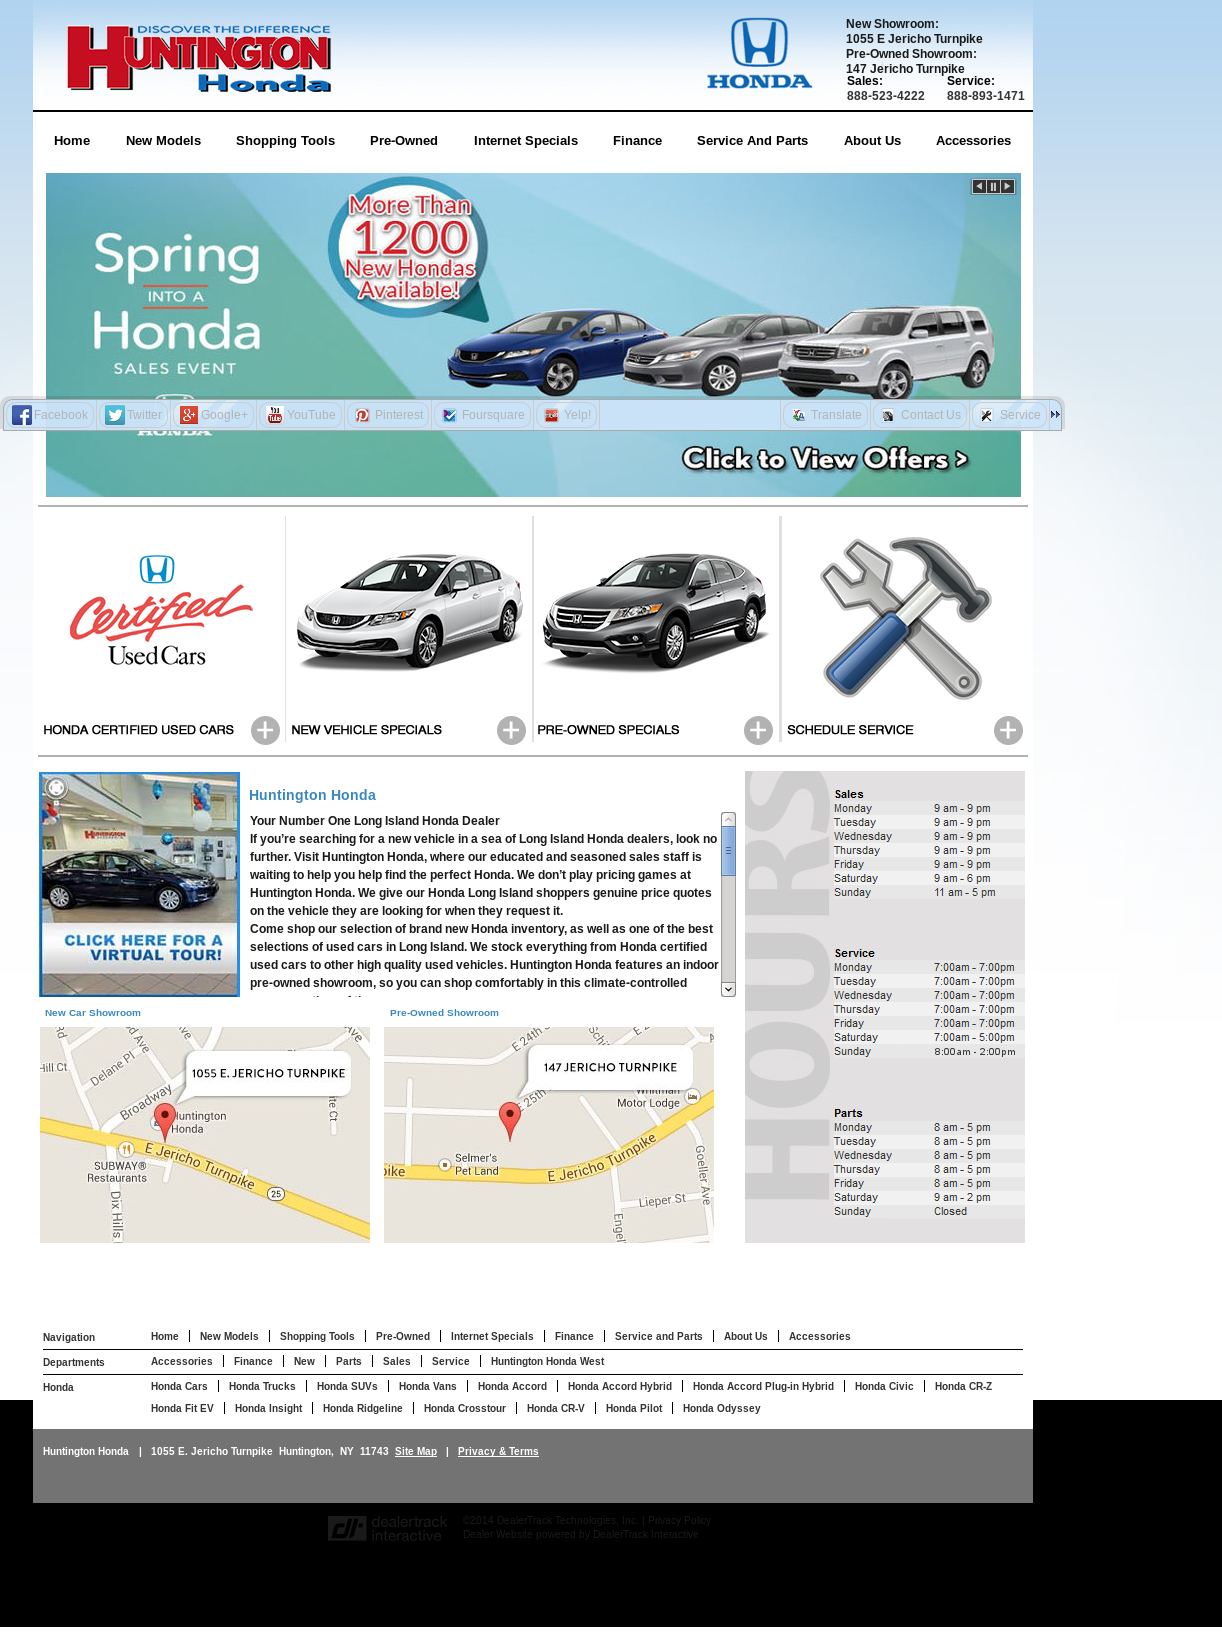 DISCOVER THE DIFFERENCE
HUNTINGTON
Honda
HONDA
New Showroom:
1055 E Jericho Turnpike
Pre-Owned Showroom:
147 Jericho Turnpike
Sales: Service:
888-523-4222 888-893-1471
Home New Models Shopping Tools Pre-Owned Internet Specials Finance Service And Parts About Us Accessories
More Than
1200
New Hondas
Available!
Spring
INTO A
Honda
SALES EVENT
Facebook Twitter Google+ YouTube Pinterest Foursquare Yelp! Translate Contact Us Service
HONDA
Click to View Offers >
Certified
Used Cars
HONDA CERTIFIED USED CARS NEW VEHICLE SPECIALS PRE-OWNED SPECIALS SCHEDULE SERVICE
HUNTINGTON
CLICK HERE FOR A
VIRTUAL TOUR!
Huntington Honda
Your Number One Long Island Honda Dealer
If you're searching for a new vehicle in a sea of Long Island Honda dealers, look no
further. Visit Huntington Honda, where our educated and seasoned sales staff is
waiting to help you help find the perfect Honda. We don't play pricing games at
Huntington Honda. We give our Honda Long Island shoppers genuine price quotes
on the vehicle they are looking for when they request it.
Come shop our selection of brand new Honda inventory, as well as one of the best
selections of used cars in Long Island. We stock everything from Honda certified
used cars to other high quality used vehicles. Huntington Honda features an indoor
pre-owned showroom, so you can shop comfortably in this climate-controlled
HOURS
Sales
Monday 9 am - 9 pm
Tuesday 9 am - 9 pm
Wednesday 9 am - 9 pm
Thursday 9 am - 9 pm
Friday 9 am - 9 pm
Saturday 9 am - 6 pm
Sunday 11 am - 5 pm
Service
Monday 7:00am - 7:00pm
Tuesday 7:00am - 7:00pm
Wednesday 7:00am - 7:00pm
Thursday 7:00am - 7:00pm
Friday 7:00am - 7:00pm
Saturday 7:00am - 5:00pm
Sunday 8:00am - 2:00pm
Parts
Monday 8 am - 5 pm
Tuesday 8 am - 5 pm
Wednesday 8 am - 5 pm
Thursday 8 am - 5 pm
Friday 8 am - 5 pm
Saturday 9 am - 2 pm
Sunday Closed
New Car Showroom
Hill Ct
Delane Pl
d Ave
1055 E. JERICHO TURNPIKE
Broadway
Huntington
Honda
ite Ct
E Jericho Turnpike
SUBWAY®
Restaurants
Dix Hills
25
Pre-Owned Showroom
E 24th S
E 2
147 JERICHO TURNPIKE
E 25th
Whitman
Motor Lodge
Selmer's
Pet Land
pike
E Jericho Turnpike
Goeller Ave
Lieper St
Engel
Navigation Home New Models Shopping Tools Pre-Owned Internet Specials Finance Service and Parts About Us Accessories
Departments Accessories Finance New Parts Sales Service Huntington Honda West
Honda Honda Cars Honda Trucks Honda SUVs Honda Vans Honda Accord Honda Accord Hybrid Honda Accord Plug-in Hybrid Honda Civic Honda CR-Z
Honda Fit EV Honda Insight Honda Ridgeline Honda Crosstour Honda CR-V Honda Pilot Honda Odyssey
Huntington Honda | 1055 E. Jericho Turnpike Huntington, NY 11743 Site Map | Privacy & Terms
dealertrack
interactive
©2014 DealerTrack Technologies, Inc. | Privacy Policy
Dealer Website powered by DealerTrack Interactive